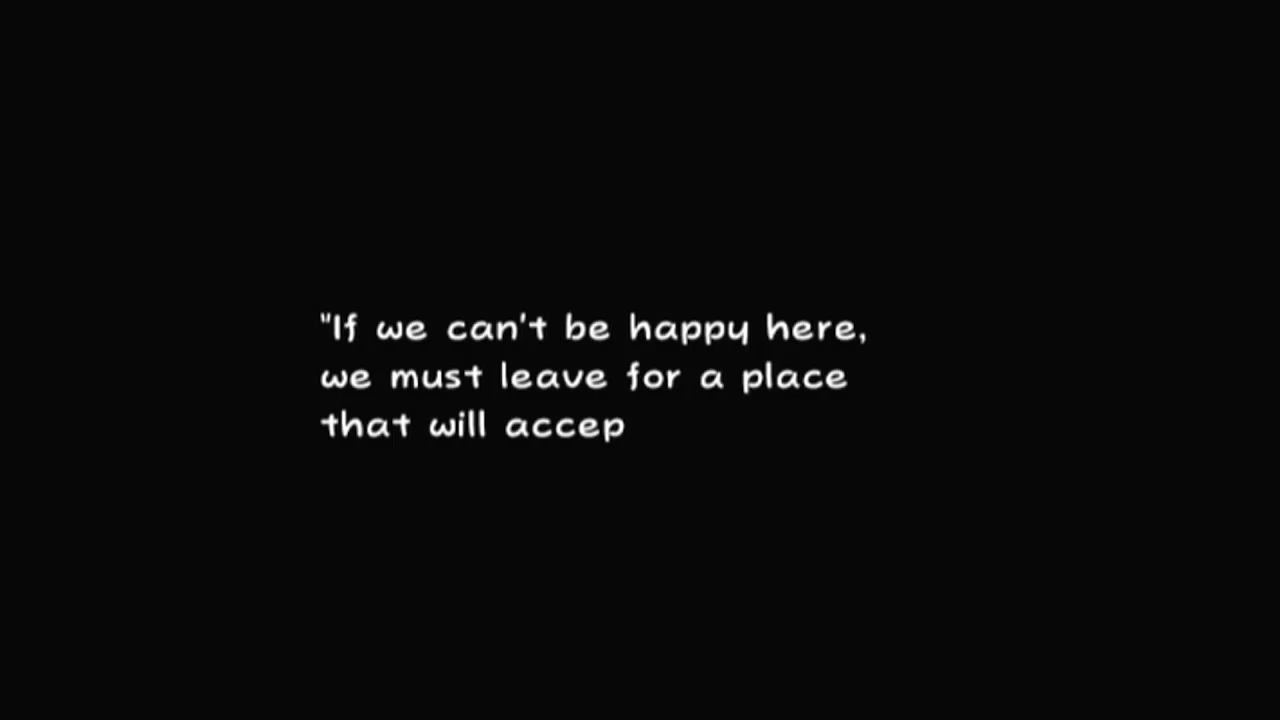 "If we can't be happy here,
we must leave for a place
that will accep